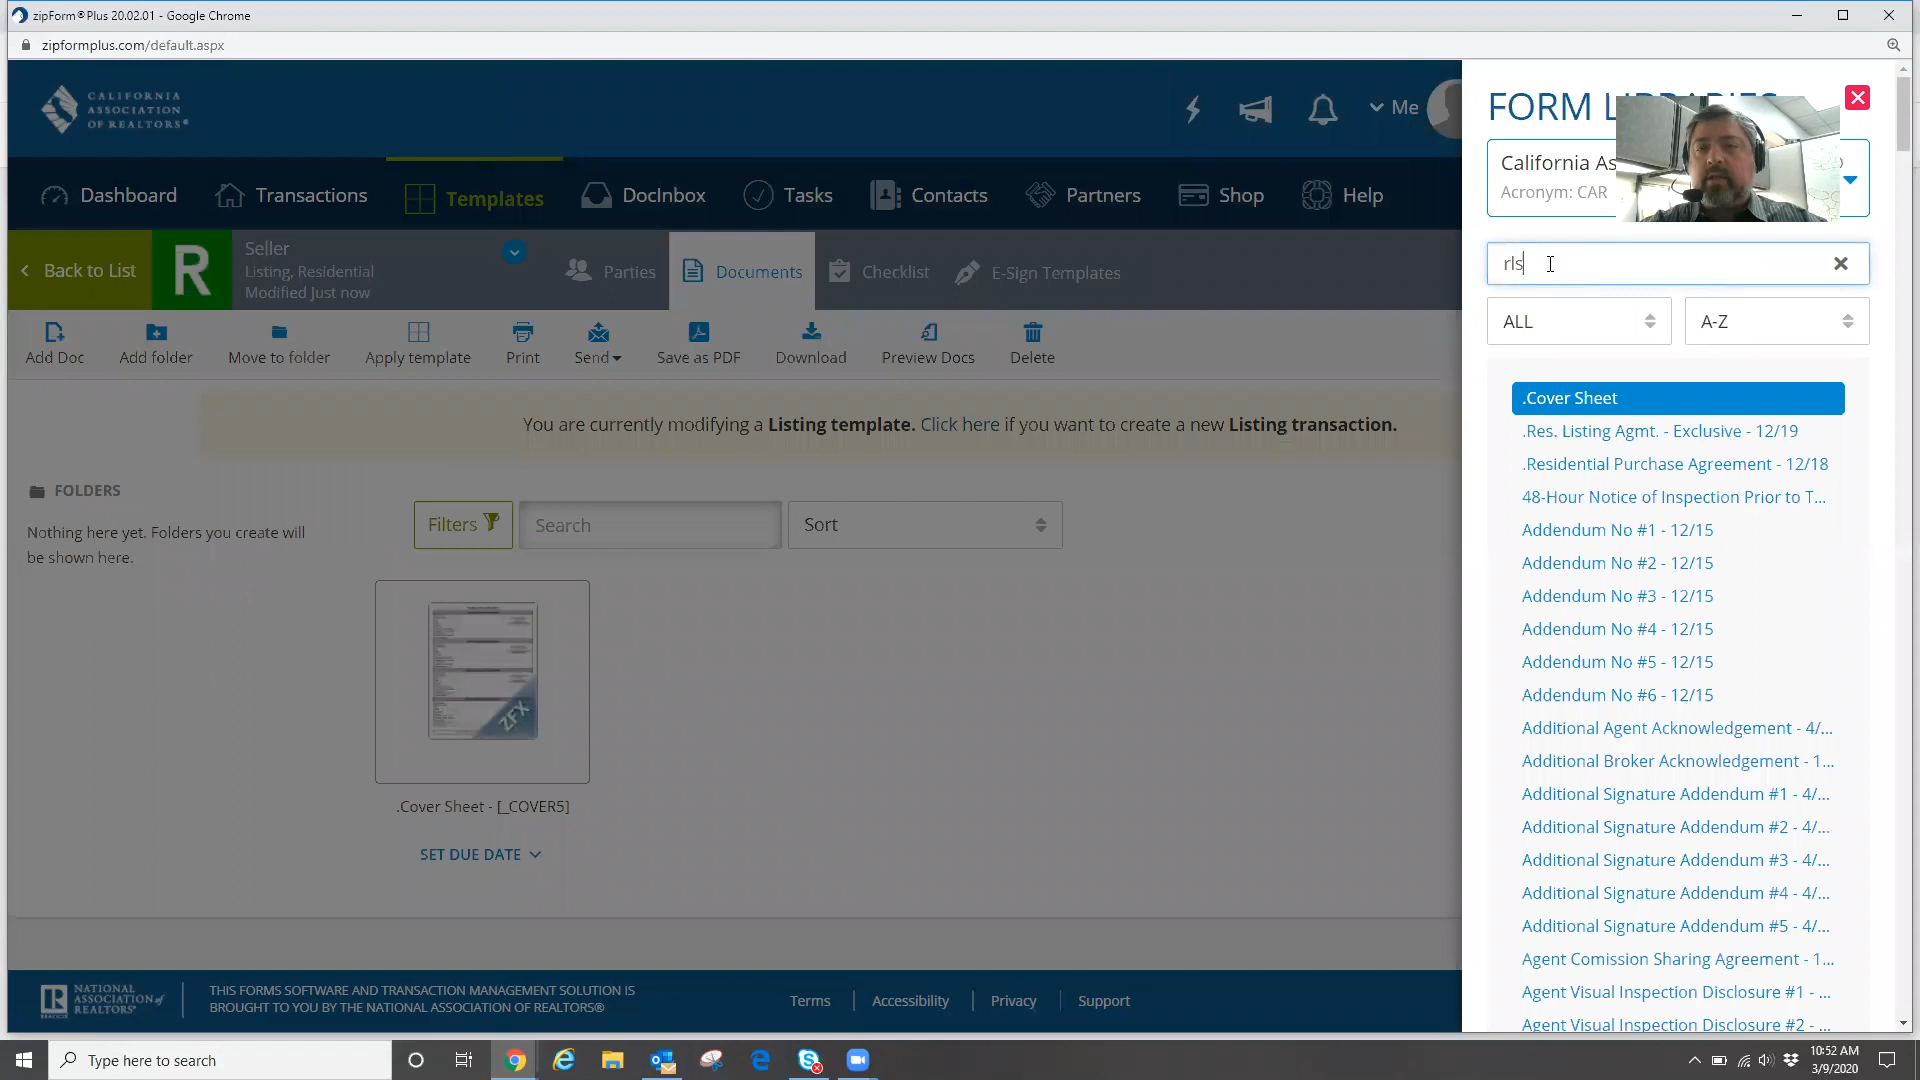 zipForm®Plus 20.02.01 - Google Chrome
zipformplus.com/default.aspx
CALIFORNIA
ASSOCIATION
OF REALTORS®
Me
Dashboard
Transactions
Templates
DocInbox
Tasks
Contacts
Partners
Shop
Help
Back to List
R
Seller
Listing, Residential
Modified Just now
Parties
Documents
Checklist
E-Sign Templates
Add Doc
Add folder
Move to folder
Apply template
Print
Send
Save as PDF
Download
Preview Docs
Delete
You are currently modifying a Listing template. Click here if you want to create a new Listing transaction.
FOLDERS
Nothing here yet. Folders you create will
be shown here.
Filters
Search
Sort
ZFX
.Cover Sheet - [_COVER5]
SET DUE DATE
NATIONAL
ASSOCIATION of
REALTORS®
THIS FORMS SOFTWARE AND TRANSACTION MANAGEMENT SOLUTION IS
BROUGHT TO YOU BY THE NATIONAL ASSOCIATION OF REALTORS®
Terms
Accessibility
Privacy
Support
FORM
California As
Acronym: CAR
rls
ALL
A-Z
.Cover Sheet
.Res. Listing Agmt. - Exclusive - 12/19
.Residential Purchase Agreement - 12/18
48-Hour Notice of Inspection Prior to T...
Addendum No #1 - 12/15
Addendum No #2 - 12/15
Addendum No #3 - 12/15
Addendum No #4 - 12/15
Addendum No #5 - 12/15
Addendum No #6 - 12/15
Additional Agent Acknowledgement - 4/...
Additional Broker Acknowledgement - 1...
Additional Signature Addendum #1 - 4/...
Additional Signature Addendum #2 - 4/...
Additional Signature Addendum #3 - 4/...
Additional Signature Addendum #4 - 4/...
Additional Signature Addendum #5 - 4/...
Agent Comission Sharing Agreement - 1...
Agent Visual Inspection Disclosure #1 - ...
Agent Visual Inspection Disclosure #2 - ...
Type here to search
10:52 AM
3/9/2020